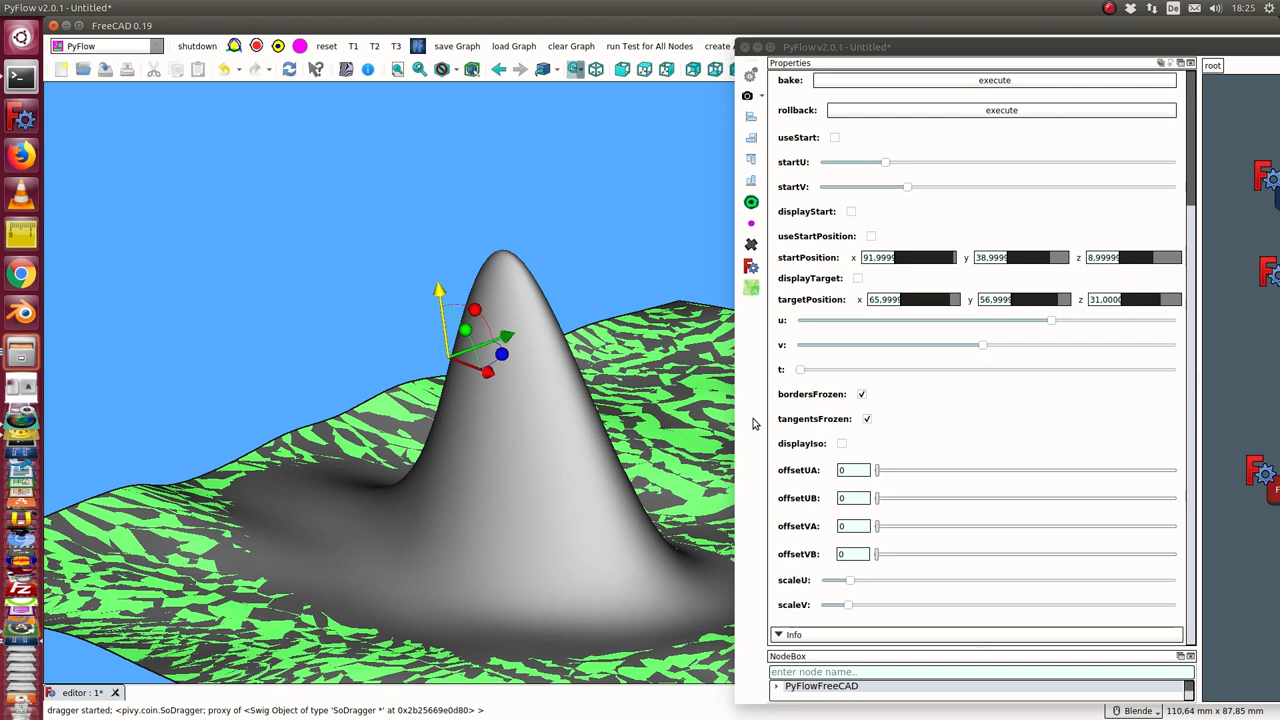 PyFlow v2.0.1 - Untitled*
De
18:25
FreeCAD 0.19
PyFlow
shutdown
reset
T1
T2
T3
save Graph
load Graph
clear Graph
run Test for All Nodes
create
PyFlow v2.0.1 - Untitled*
Properties
root
bake: execute
rollback: execute
useStart:
startU:
startV:
displayStart:
useStartPosition:
startPosition: x 91,9999 y 38,9999 z 8,9999
displayTarget:
targetPosition: x 65,9999 y 56,9999 z 31,0000
u:
v:
t:
bordersFrozen:
tangentsFrozen:
displayIso:
offsetUA: 0
offsetUB: 0
offsetVA: 0
offsetVB: 0
scaleU:
scaleV:
Info
NodeBox
enter node name..
PyFlowFreeCAD
editor : 1*
dragger started; <pivy.coin.SoDragger; proxy of <Swig Object of type 'SoDragger *' at 0x2b25669e0d80> >
Blende
110,64 mm x 87,85 mm